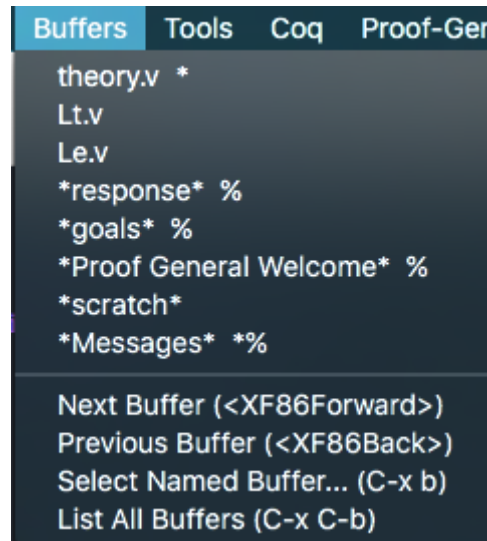 Buffers Tools Coq Proof-Ger
theory.v *
Lt.v
Le.v
*response* %
*goals* %
*Proof General Welcome* %
*scratch*
*Messages* *%
Next Buffer (<XF86Forward>)
Previous Buffer (<XF86Back>)
Select Named Buffer... (C-x b)
List All Buffers (C-x C-b)